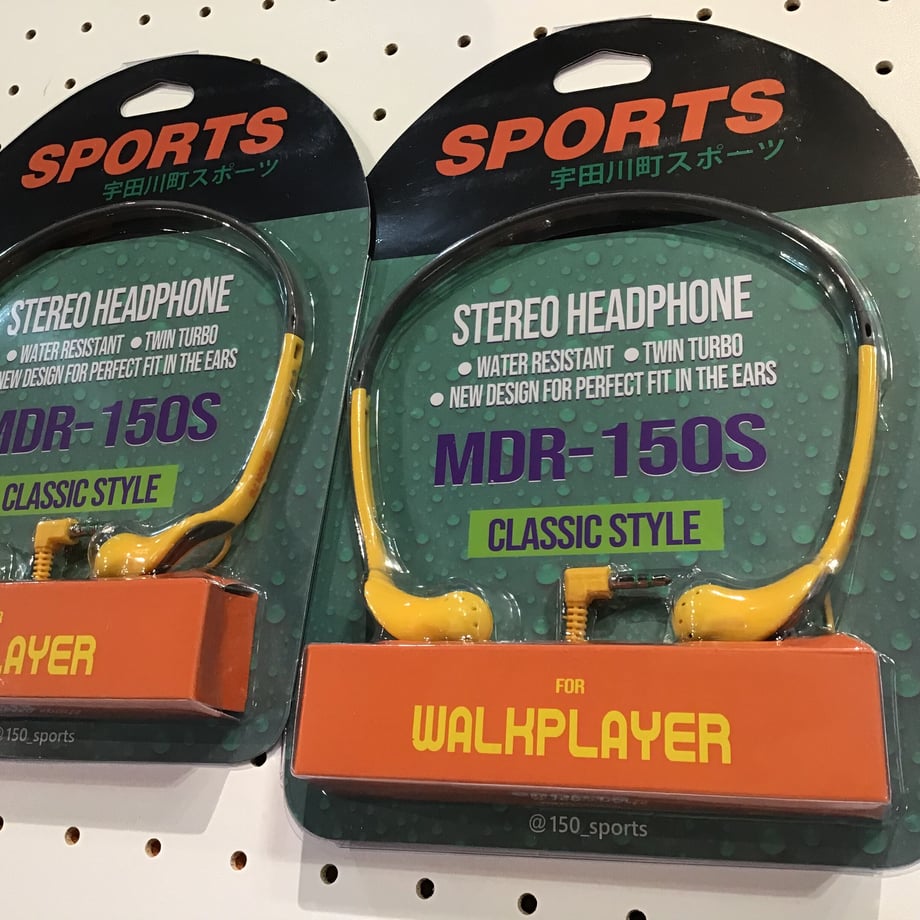 SPORTS
宇田川町スポーツ
STEREO HEADPHONE
● WATER RESISTANT ● TWIN TURBO
NEW DESIGN FOR PERFECT FIT IN THE EARS
MDR-150S
CLASSIC STYLE
LAYER
@150_sports
SPORTS
宇田川町スポーツ
STEREO HEADPHONE
● WATER RESISTANT ● TWIN TURBO
● NEW DESIGN FOR PERFECT FIT IN THE EARS
MDR-150S
CLASSIC STYLE
FOR
WALKPLAYER
@150_sports